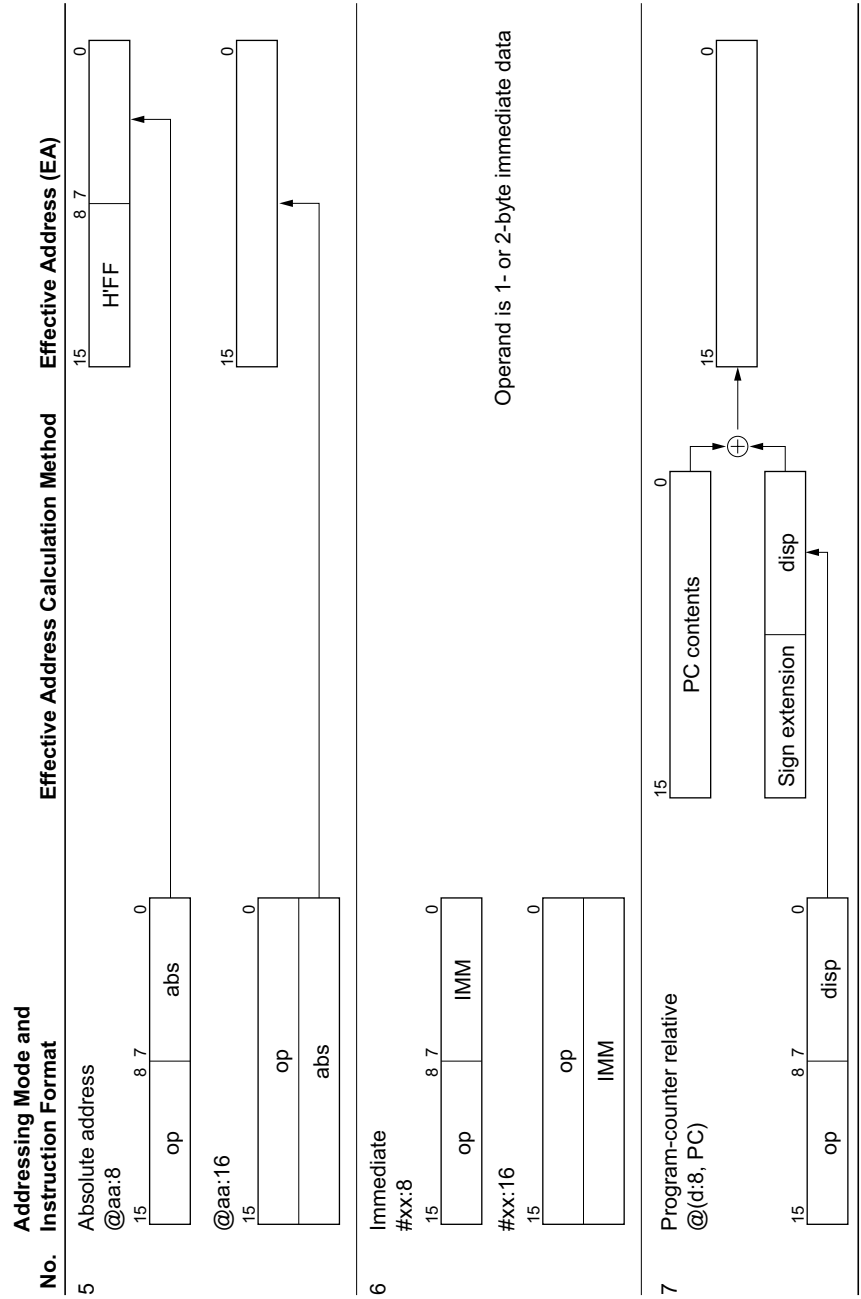 No. Addressing Mode and Instruction Format Effective Address Calculation Method Effective Address (EA)
5 Absolute address
@aa:8
15 8 7 0
op abs
15 8 7 0
H'FF
@aa:16
15 0
op
abs
15 0
6 Immediate
#xx:8
15 8 7 0
op IMM
Operand is 1- or 2-byte immediate data
#xx:16
15 0
op
IMM
7 Program-counter relative
@(d:8, PC)
15 8 7 0
op disp
15 0
PC contents
Sign extension disp
15 0